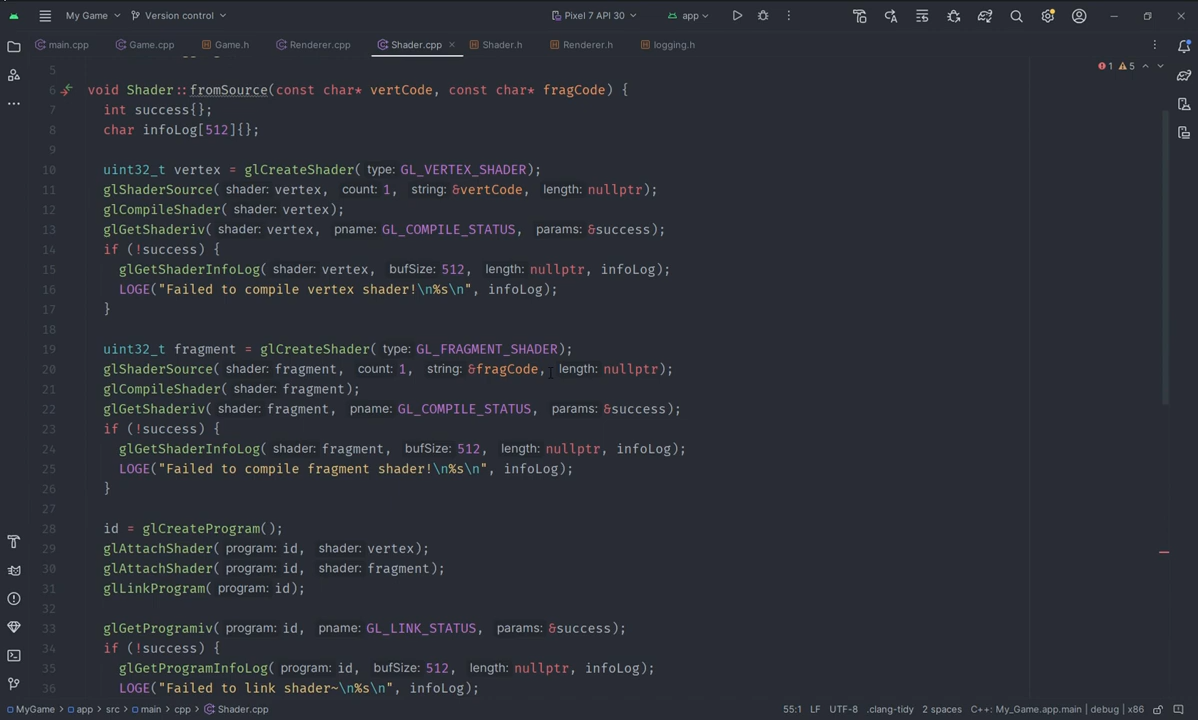 My Game
Version control
Pixel 7 API 30
app
main.cpp
Game.cpp
Game.h
Renderer.cpp
Shader.cpp
Shader.h
Renderer.h
logging.h
1 5
5
6 void Shader::fromSource(const char* vertCode, const char* fragCode) {
7 int success{};
8 char infoLog[512]{};
9
10 uint32_t vertex = glCreateShader( type: GL_VERTEX_SHADER);
11 glShaderSource( shader: vertex, count: 1, string: &vertCode, length: nullptr);
12 glCompileShader( shader: vertex);
13 glGetShaderiv( shader: vertex, pname: GL_COMPILE_STATUS, params: &success);
14 if (!success) {
15 glGetShaderInfoLog( shader: vertex, bufSize: 512, length: nullptr, infoLog);
16 LOGE("Failed to compile vertex shader!\n%s\n", infoLog);
17 }
18
19 uint32_t fragment = glCreateShader( type: GL_FRAGMENT_SHADER);
20 glShaderSource( shader: fragment, count: 1, string: &fragCode, length: nullptr);
21 glCompileShader( shader: fragment);
22 glGetShaderiv( shader: fragment, pname: GL_COMPILE_STATUS, params: &success);
23 if (!success) {
24 glGetShaderInfoLog( shader: fragment, bufSize: 512, length: nullptr, infoLog);
25 LOGE("Failed to compile fragment shader!\n%s\n", infoLog);
26 }
27
28 id = glCreateProgram();
29 glAttachShader( program: id, shader: vertex);
30 glAttachShader( program: id, shader: fragment);
31 glLinkProgram( program: id);
32
33 glGetProgramiv( program: id, pname: GL_LINK_STATUS, params: &success);
34 if (!success) {
35 glGetProgramInfoLog( program: id, bufSize: 512, length: nullptr, infoLog);
36 LOGE("Failed to link shader~\n%s\n", infoLog);
MyGame > app > src > main > cpp > Shader.cpp
55:1 LF UTF-8 .clang-tidy 2 spaces C++: My_Game.app.main | debug | x86